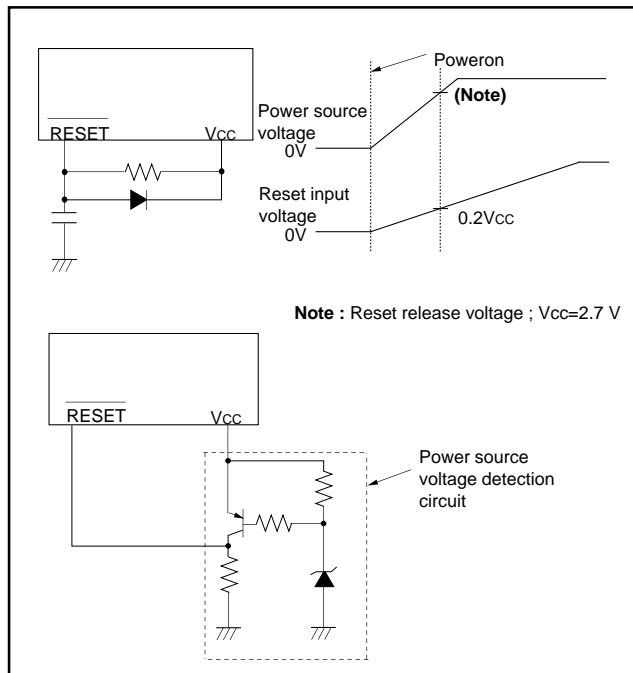 RESET
VCC
Poweron
Power source
voltage
0V
(Note)
Reset input
voltage
0V
0.2VCC
Note : Reset release voltage ; Vcc=2.7 V
RESET
VCC
Power source
voltage detection
circuit